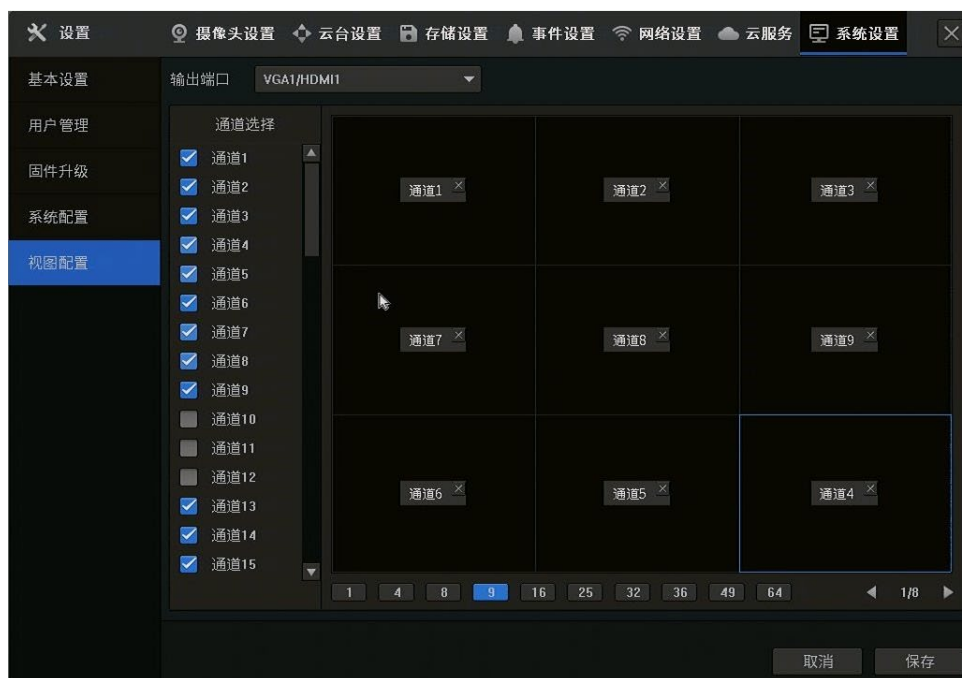 设置 摄像头设置 云台设置 存储设置 事件设置 网络设置 云服务 系统设置
基本设置
用户管理
固件升级
系统配置
视图配置
输出端口 VGA1/HDMI1
通道选择
通道1
通道2
通道3
通道4
通道5
通道6
通道7
通道8
通道9
通道10
通道11
通道12
通道13
通道14
通道15
通道1 通道2 通道3
通道7 通道8 通道9
通道6 通道5 通道4
1 4 8 9 16 25 32 36 49 64 1/8
取消 保存